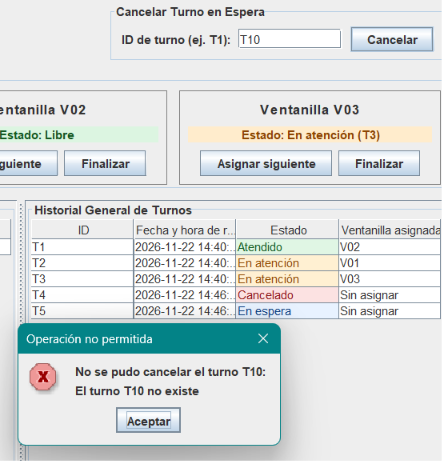 Cancelar Turno en Espera
ID de turno (ej. T1): T10 Cancelar
entanilla V02
Estado: Libre
guiente Finalizar
Ventanilla V03
Estado: En atención (T3)
Asignar siguiente Finalizar
Historial General de Turnos
ID Fecha y hora de r... Estado Ventanilla asignada
T1 2026-11-22 14:40:... Atendido V02
T2 2026-11-22 14:40:... En atención V01
T3 2026-11-22 14:40:... En atención V03
T4 2026-11-22 14:46:... Cancelado Sin asignar
T5 2026-11-22 14:46:... En espera Sin asignar
Operación no permitida
No se pudo cancelar el turno T10:
El turno T10 no existe
Aceptar